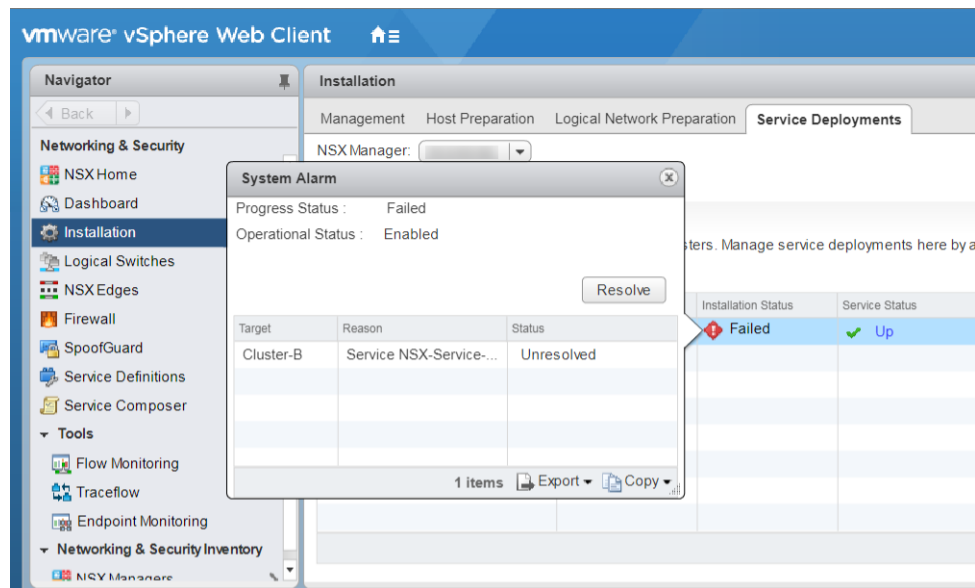 vmware® vSphere Web Client
Navigator
Back
Networking & Security
NSX Home
Dashboard
Installation
Logical Switches
NSX Edges
Firewall
SpoofGuard
Service Definitions
Service Composer
Tools
Flow Monitoring
Traceflow
Endpoint Monitoring
Networking & Security Inventory
NSX Managers
Installation
Management Host Preparation Logical Network Preparation Service Deployments
NSX Manager:
sters. Manage service deployments here by a
Installation Status Service Status
Failed Up
System Alarm
Progress Status : Failed
Operational Status : Enabled
Resolve
Target Reason Status
Cluster-B Service NSX-Service-... Unresolved
1 items Export Copy